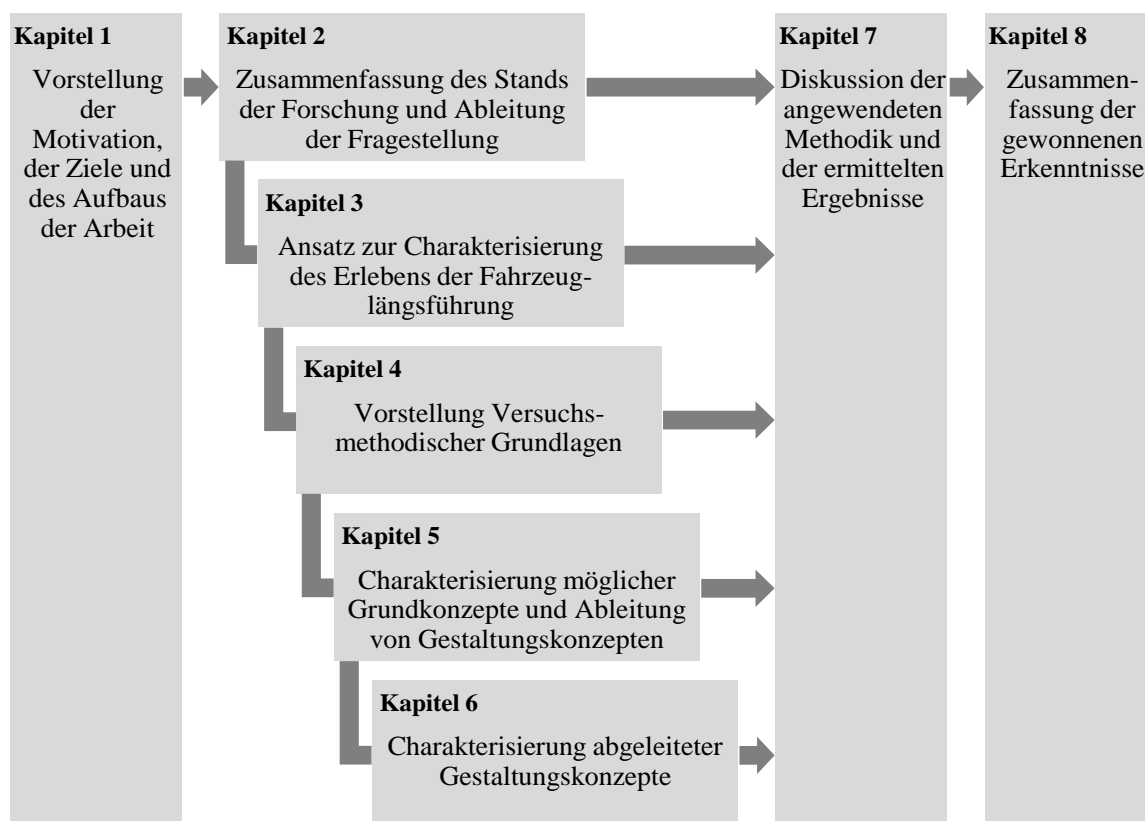 Kapitel 1
Vorstellung
der
Motivation,
der Ziele und
des Aufbaus
der Arbeit
Kapitel 2
Zusammenfassung des Stands
der Forschung und Ableitung
der Fragestellung
Kapitel 3
Ansatz zur Charakterisierung
des Erlebens der Fahrzeug-
längsführung
Kapitel 4
Vorstellung Versuchs-
methodischer Grundlagen
Kapitel 5
Charakterisierung möglicher
Grundkonzepte und Ableitung
von Gestaltungskonzepten
Kapitel 6
Charakterisierung abgeleiteter
Gestaltungskonzepte
Kapitel 7
Diskussion der
angewendeten
Methodik und
der ermittelten
Ergebnisse
Kapitel 8
Zusammen-
fassung der
gewonnenen
Erkenntnisse